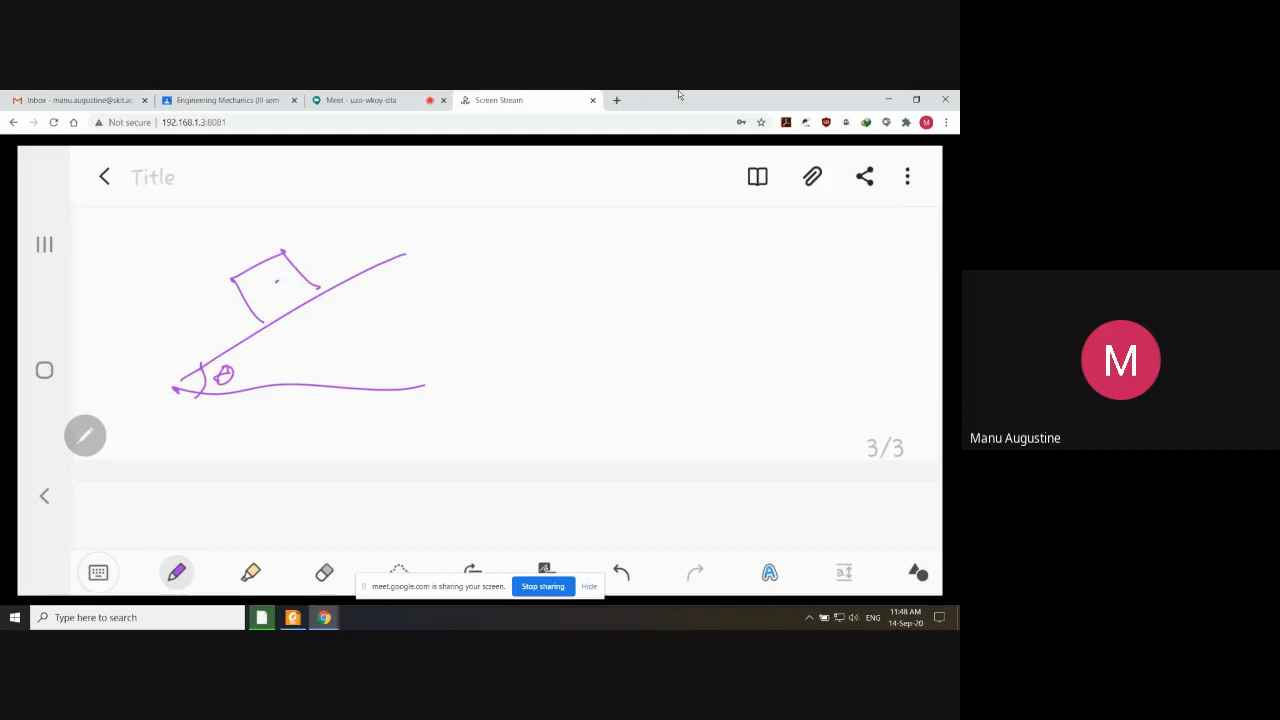 Inbox - manu.augustine@skit.ac
Engineering Mechanics (III sem
Meet - uzo-wkoy-dta
Screen Stream
Not secure
192.168.1.3:8081
Title
θ
3/3
meet.google.com is sharing your screen.
Stop sharing
Hide
Type here to search
ENG
11:48 AM
14-Sep-20
M
Manu Augustine